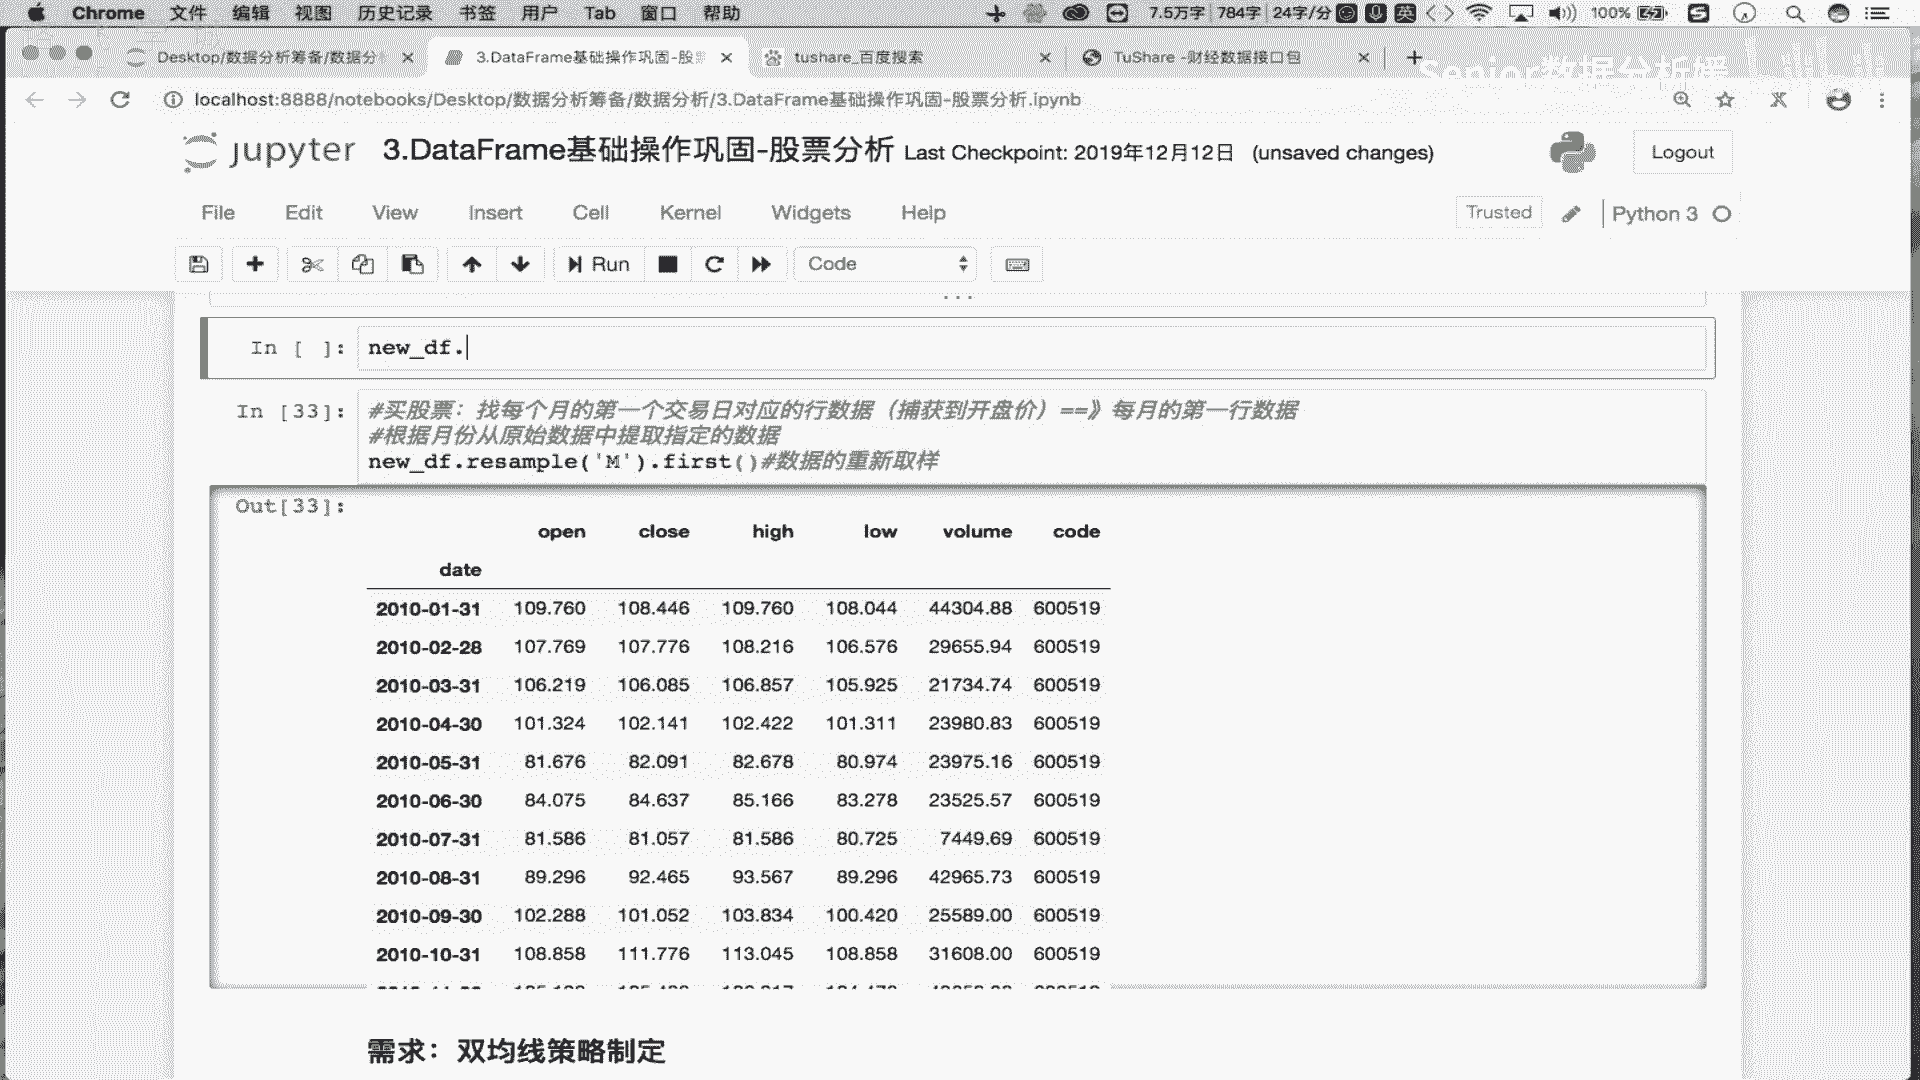 Chrome 文件 编辑 视图 历史记录 书签 用户 Tab 窗口 帮助 7.5万字 784字 24字/分 英 100%
Desktop/数据分析筹备/数据分 3.DataFrame基础操作巩固-股 tushare_百度搜索 TuShare -财经数据接口包
Senior数据分析
localhost:8888/notebooks/Desktop/数据分析筹备/数据分析/3.DataFrame基础操作巩固-股票分析.ipynb
jupyter 3.DataFrame基础操作巩固-股票分析 Last Checkpoint: 2019年12月12日 (unsaved changes) Logout
File Edit View Insert Cell Kernel Widgets Help Trusted Python 3
Run Code
In [ ]: new_df.
In [33]: #买股票：找每个月的第一个交易日对应的行数据（捕获到开盘价）==》每月的第一行数据
#根据月份从原始数据中提取指定的数据
new_df.resample('M').first()#数据的重新取样
Out[33]:
open close high low volume code
date
2010-01-31 109.760 108.446 109.760 108.044 44304.88 600519
2010-02-28 107.769 107.776 108.216 106.576 29655.94 600519
2010-03-31 106.219 106.085 106.857 105.925 21734.74 600519
2010-04-30 101.324 102.141 102.422 101.311 23980.83 600519
2010-05-31 81.676 82.091 82.678 80.974 23975.16 600519
2010-06-30 84.075 84.637 85.166 83.278 23525.57 600519
2010-07-31 81.586 81.057 81.586 80.725 7449.69 600519
2010-08-31 89.296 92.465 93.567 89.296 42965.73 600519
2010-09-30 102.288 101.052 103.834 100.420 25589.00 600519
2010-10-31 108.858 111.776 113.045 108.858 31608.00 600519
需求：双均线策略制定